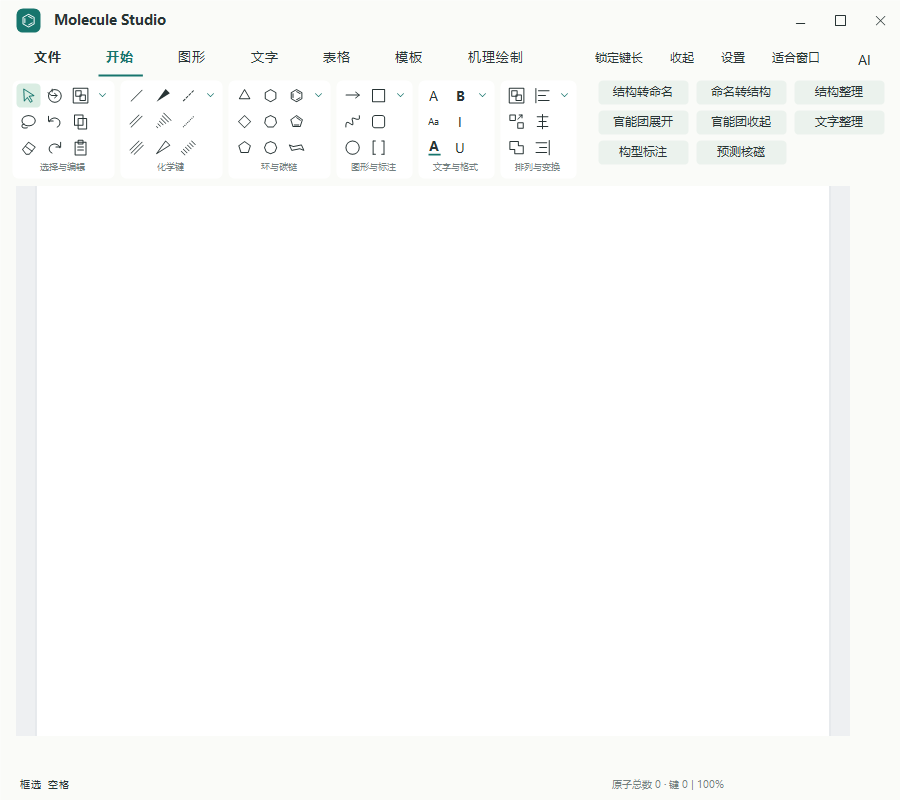 Molecule Studio
文件 开始 图形 文字 表格 模板 机理绘制 锁定键长 收起 设置 适合窗口 AI
结构转命名 命名转结构 结构整理
官能团展开 官能团收起 文字整理
构型标注 预测核磁
A B
Aa I
A U
选择与编辑 化学键 环与碳链 图形与标注 文字与格式 排列与变换
框选 空格 原子总数 0 · 键 0 | 100%